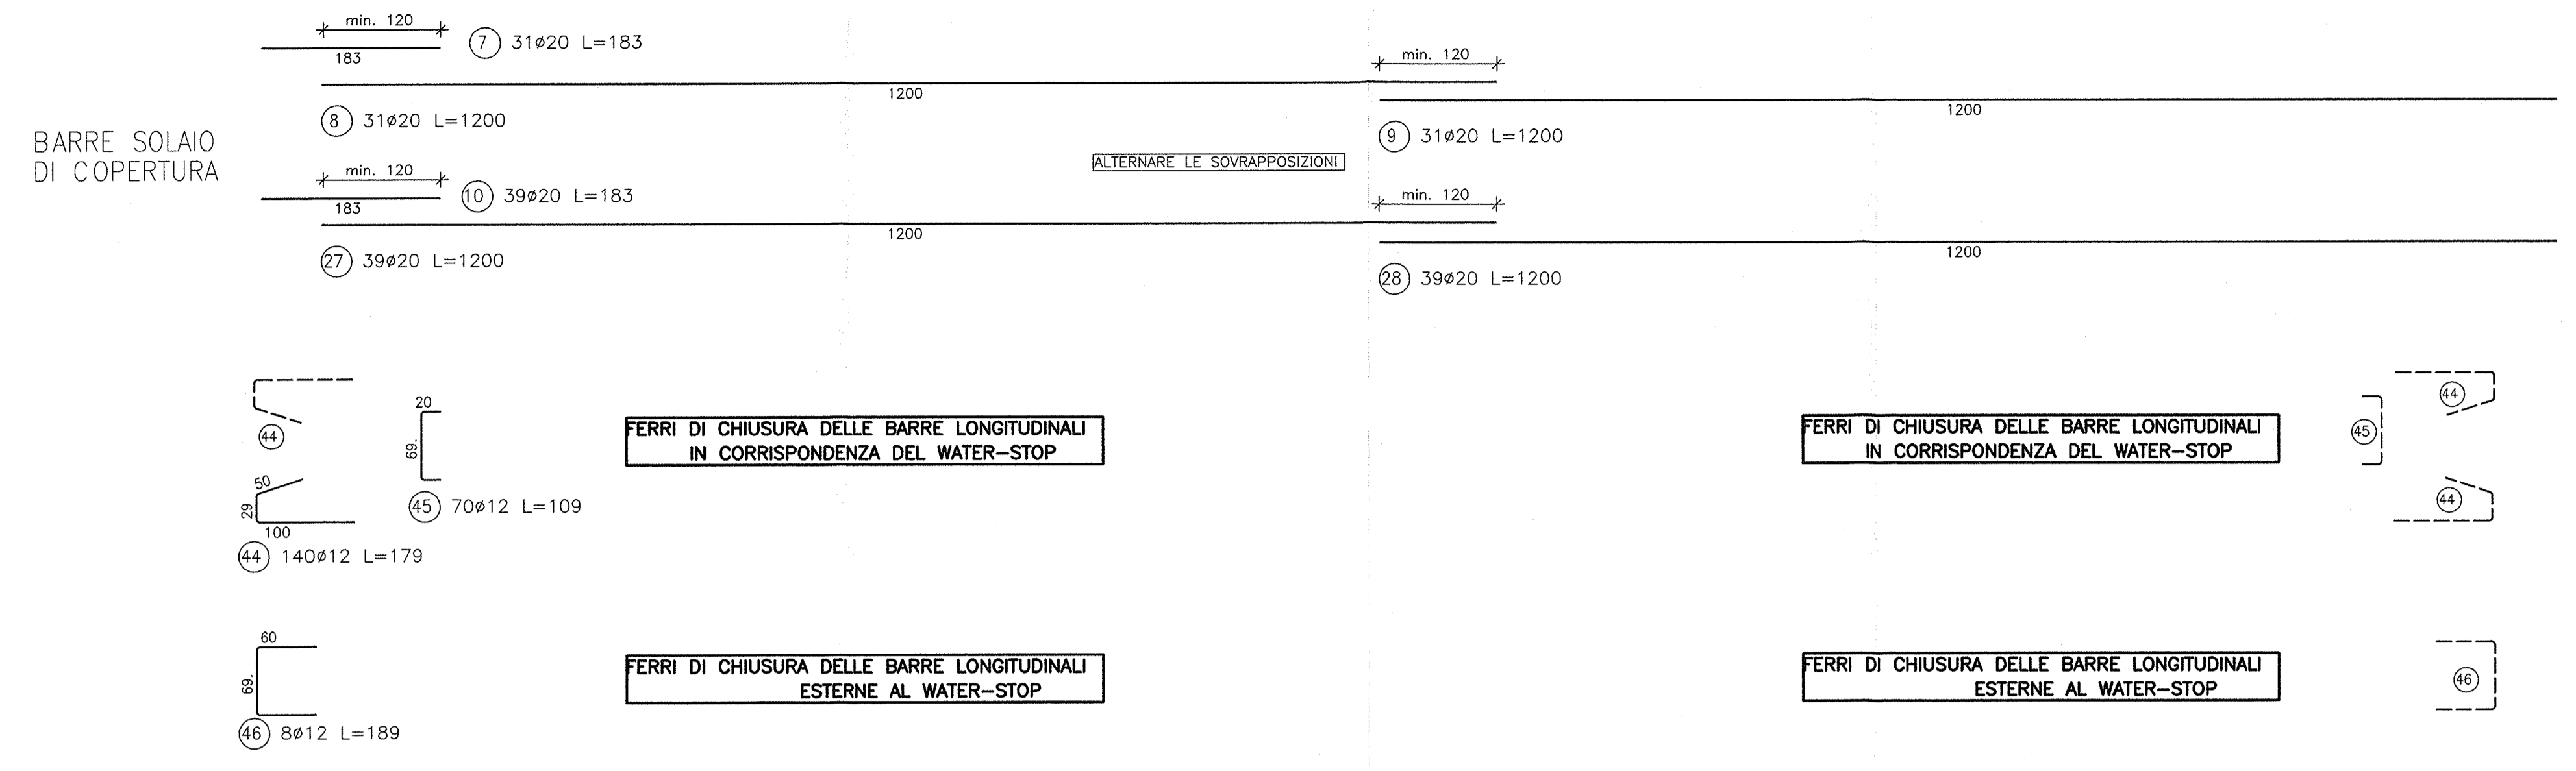 min. 120
7 31ø20 L=183
183
min. 120
1200
1200
8 31ø20 L=1200
9 31ø20 L=1200
BARRE SOLAIO
DI COPERTURA
ALTERNARE LE SOVRAPPOSIZIONI
min. 120
10 39ø20 L=183
183
min. 120
1200
1200
27 39ø20 L=1200
28 39ø20 L=1200
44
20
69.
45 70ø12 L=109
FERRI DI CHIUSURA DELLE BARRE LONGITUDINALI
IN CORRISPONDENZA DEL WATER-STOP
FERRI DI CHIUSURA DELLE BARRE LONGITUDINALI
IN CORRISPONDENZA DEL WATER-STOP
45
44
44
50
29
100
44 140ø12 L=179
60
69.
46 8ø12 L=189
FERRI DI CHIUSURA DELLE BARRE LONGITUDINALI
ESTERNE AL WATER-STOP
FERRI DI CHIUSURA DELLE BARRE LONGITUDINALI
ESTERNE AL WATER-STOP
46